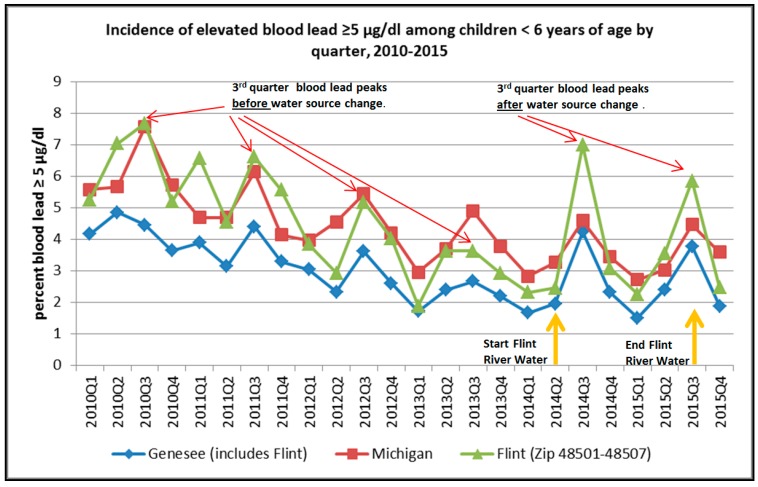 Incidence of elevated blood lead ≥5 µg/dl among children < 6 years of age by
quarter, 2010-2015
percent blood lead ≥ 5 µg/dl
9
8
7
6
5
4
3
2
1
0
3rd quarter blood lead peaks
before water source change.
3rd quarter blood lead peaks
after water source change .
Start Flint
River Water
End Flint
River Water
2010Q1
2010Q2
2010Q3
2010Q4
2011Q1
2011Q2
2011Q3
2011Q4
2012Q1
2012Q2
2012Q3
2012Q4
2013Q1
2013Q2
2013Q3
2013Q4
2014Q1
2014Q2
2014Q3
2014Q4
2015Q1
2015Q2
2015Q3
2015Q4
Genesee (includes Flint)
Michigan
Flint (Zip 48501-48507)